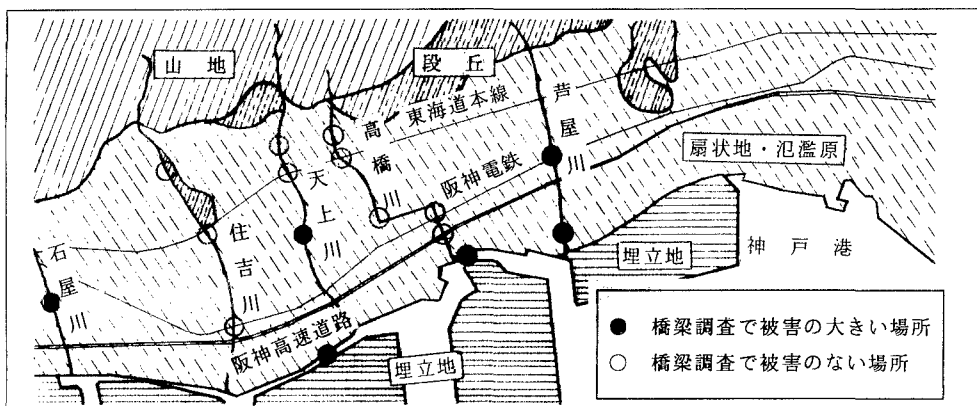 山地
段丘
高橋川
東海道本線
芦屋川
扇状地・氾濫原
阪神電鉄
天上川
住吉川
石屋川
埋立地
神戸港
阪神高速道路
埋立地
● 橋梁調査で被害の大きい場所
○ 橋梁調査で被害のない場所